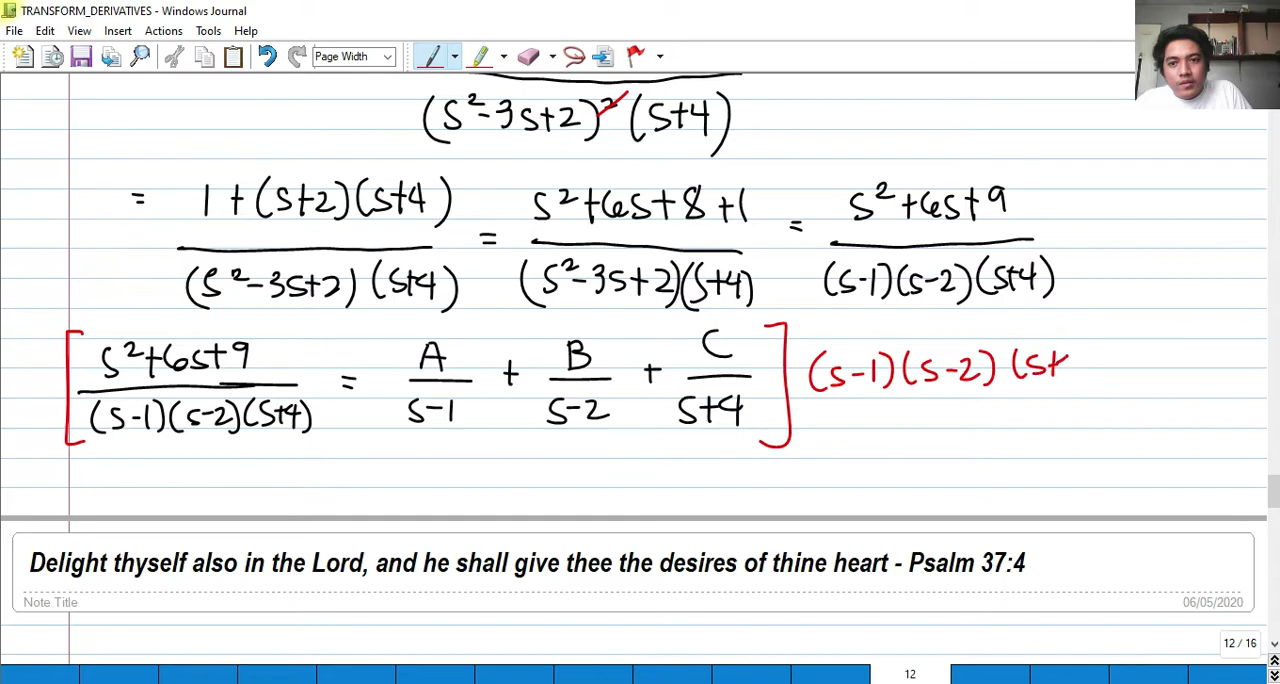 TRANSFORM_DERIVATIVES - Windows Journal
File Edit View Insert Actions Tools Help
Page Width
(s²-3s+2)² (s+4)
= 1 + (s+2)(s+4) / (s²-3s+2) (s+4) = s²+6s+8+1 / (s²-3s+2)(s+4) = s²+6s+9 / (s-1)(s-2)(s+4)
[ s²+6s+9 / (s-1)(s-2)(s+4) = A / s-1 + B / s-2 + C / s+4 ] (s-1)(s-2)(s+
Delight thyself also in the Lord, and he shall give thee the desires of thine heart - Psalm 37:4
Note Title 06/05/2020
12 / 16
12